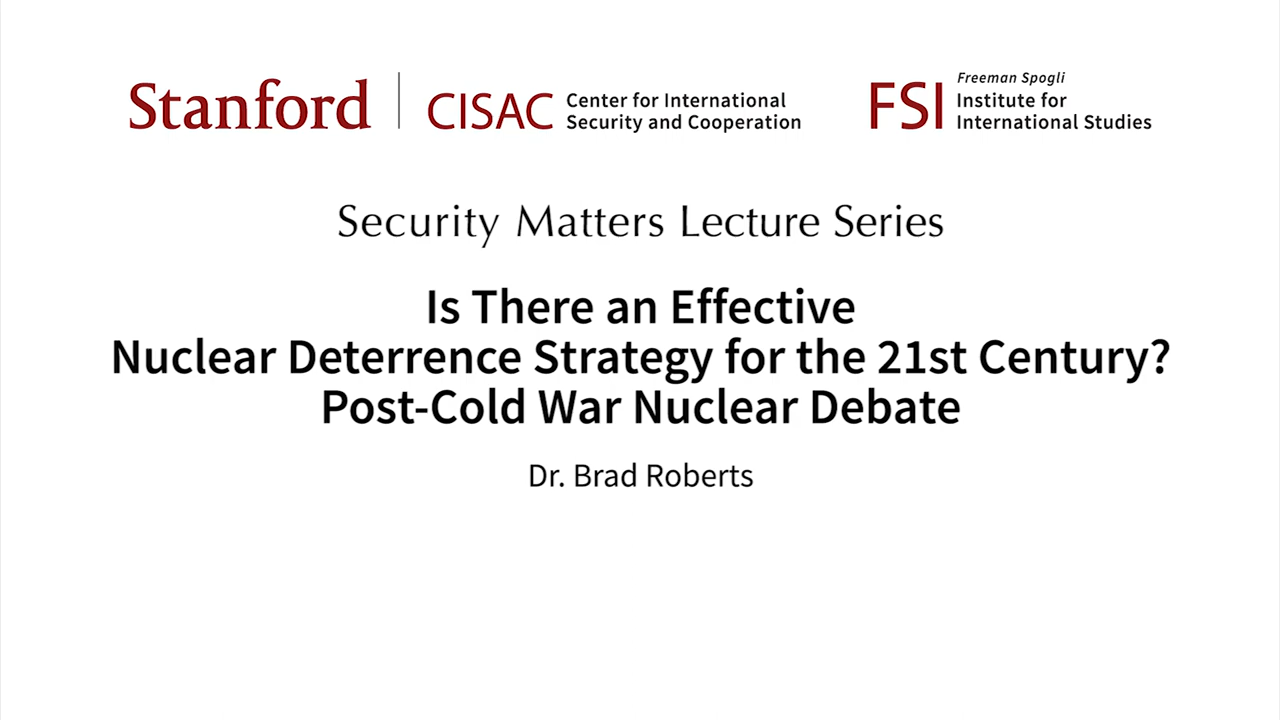 Stanford
CISAC
Center for International
Security and Cooperation
FSI
Freeman Spogli
Institute for
International Studies
Security Matters Lecture Series
Is There an Effective
Nuclear Deterrence Strategy for the 21st Century?
Post-Cold War Nuclear Debate
Dr. Brad Roberts